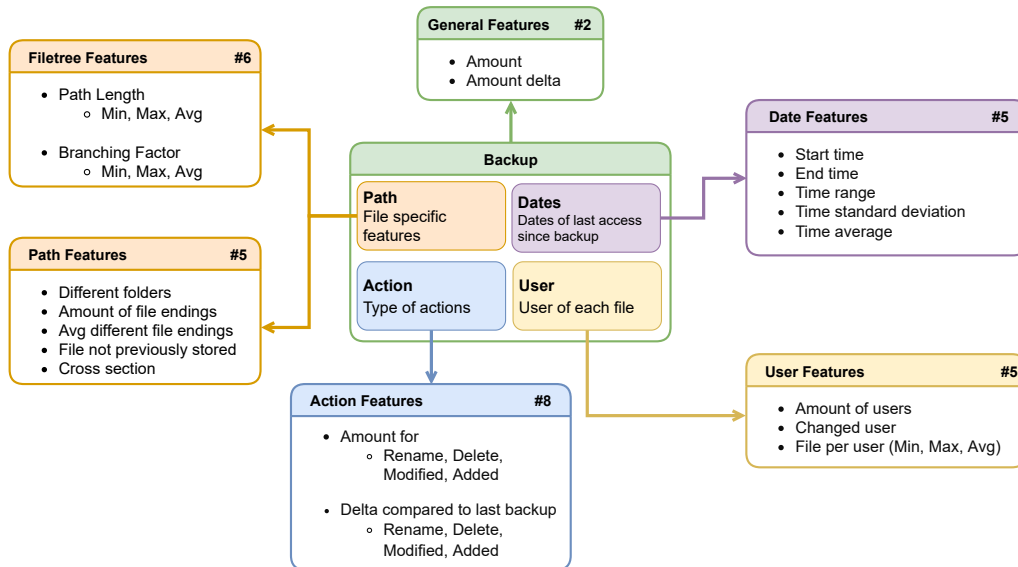 General Features #2
• Amount
• Amount delta
Filetree Features #6
• Path Length
○ Min, Max, Avg
• Branching Factor
○ Min, Max, Avg
Date Features #5
• Start time
• End time
• Time range
• Time standard deviation
• Time average
Backup
Path
File specific
features
Dates
Dates of last access
since backup
Action
Type of actions
User
User of each file
Path Features #5
• Different folders
• Amount of file endings
• Avg different file endings
• File not previously stored
• Cross section
Action Features #8
• Amount for
○ Rename, Delete,
Modified, Added
• Delta compared to last backup
○ Rename, Delete,
Modified, Added
User Features #5
• Amount of users
• Changed user
• File per user (Min, Max, Avg)